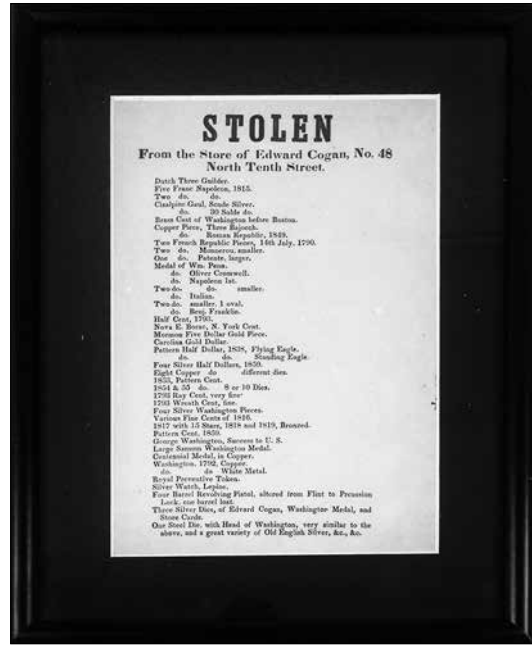 STOLEN
From the Store of Edward Cogan, No. 48
North Tenth Street.
Dutch Three Guilder.
Five Franc Napoleon, 1815.
Two do. do.
Cisalpine Gaul, Scude Silver.
do. 30 Soldo do.
Brass Cast of Washington before Boston.
Copper Piece, Three Bajocch.
do. Roman Republic, 1849.
Two French Republic Pieces, 14th July, 1790.
Two do. Monnerou, smaller.
One do. Patente, larger.
Medal of Wm. Penn.
do. Oliver Cromwell.
do. Napoleon 1st.
Two do. do. smaller.
do. Italian.
Two do. smaller, 1 oval.
do. Benj. Franklin.
Half Cent, 1793.
Nova E. Borac, N. York Cent.
Mormon Five Dollar Gold Piece.
Carolina Gold Dollar.
Pattern Half Dollar, 1838, Flying Eagle.
do. do. Standing Eagle.
Four Silver Half Dollars, 1859.
Eight Copper do different dies.
1853, Pattern Cent.
1854 & 55 do. 8 or 10 Dies.
1793 Ray Cent, very fine
1793 Wreath Cent, fine.
Four Silver Washington Pieces.
Various Fine Cents of 1816.
1817 with 15 Stars, 1818 and 1819, Bronzed.
Pattern Cent, 1859.
George Washington, Success to U. S.
Large Sansom Washington Medal.
Centennial Medal, in Copper.
Washington, 1792, Copper.
do. do White Metal.
Royal Preventive Token.
Silver Watch, Lepine.
Four Barrel Revolving Pistol, altered from Flint to Precussion
Lock, one barrel lost.
Three Silver Dies, of Edward Cogan, Washington Medal, and
Store Cards.
One Steel Die, with Head of Washington, very similar to the
above, and a great variety of Old English Silver, &c., &c.